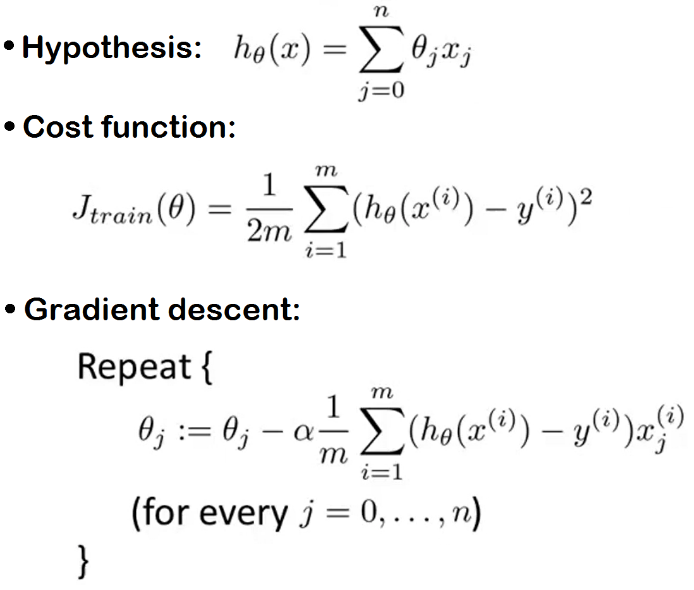 • Hypothesis: $h_\theta(x) = \sum_{j=0}^{n} \theta_j x_j$
• Cost function:
$J_{train}(\theta) = \frac{1}{2m} \sum_{i=1}^{m} (h_\theta(x^{(i)}) - y^{(i)})^2$
• Gradient descent:
Repeat {
$\theta_j := \theta_j - \alpha \frac{1}{m} \sum_{i=1}^{m} (h_\theta(x^{(i)}) - y^{(i)}) x_j^{(i)}$
(for every $j = 0, \ldots, n$)
}